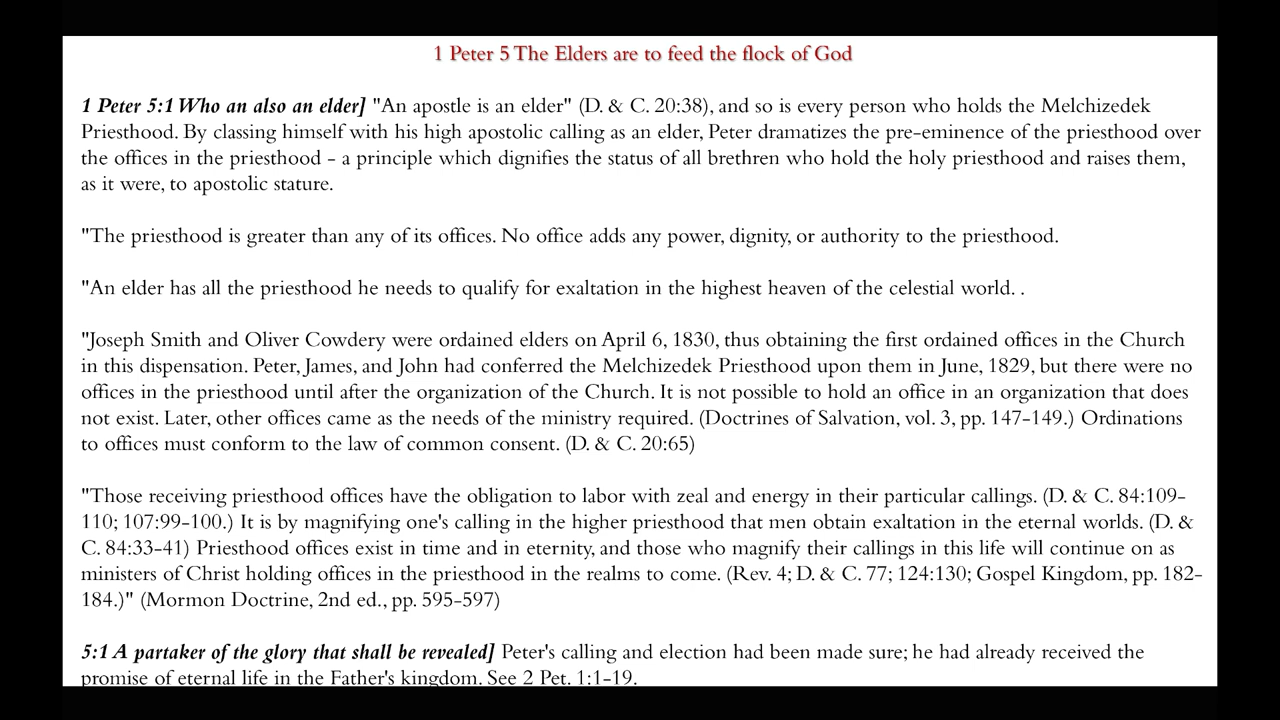 1 Peter 5 The Elders are to feed the flock of God
1 Peter 5:1 Who an also an elder] "An apostle is an elder" (D. & C. 20:38), and so is every person who holds the Melchizedek
Priesthood. By classing himself with his high apostolic calling as an elder, Peter dramatizes the pre-eminence of the priesthood over
the offices in the priesthood - a principle which dignifies the status of all brethren who hold the holy priesthood and raises them,
as it were, to apostolic stature.
"The priesthood is greater than any of its offices. No office adds any power, dignity, or authority to the priesthood.
"An elder has all the priesthood he needs to qualify for exaltation in the highest heaven of the celestial world. .
"Joseph Smith and Oliver Cowdery were ordained elders on April 6, 1830, thus obtaining the first ordained offices in the Church
in this dispensation. Peter, James, and John had conferred the Melchizedek Priesthood upon them in June, 1829, but there were no
offices in the priesthood until after the organization of the Church. It is not possible to hold an office in an organization that does
not exist. Later, other offices came as the needs of the ministry required. (Doctrines of Salvation, vol. 3, pp. 147-149.) Ordinations
to offices must conform to the law of common consent. (D. & C. 20:65)
"Those receiving priesthood offices have the obligation to labor with zeal and energy in their particular callings. (D. & C. 84:109-
110; 107:99-100.) It is by magnifying one's calling in the higher priesthood that men obtain exaltation in the eternal worlds. (D. &
C. 84:33-41) Priesthood offices exist in time and in eternity, and those who magnify their callings in this life will continue on as
ministers of Christ holding offices in the priesthood in the realms to come. (Rev. 4; D. & C. 77; 124:130; Gospel Kingdom, pp. 182-
184.)" (Mormon Doctrine, 2nd ed., pp. 595-597)
5:1 A partaker of the glory that shall be revealed] Peter's calling and election had been made sure; he had already received the
promise of eternal life in the Father's kingdom. See 2 Pet. 1:1-19.